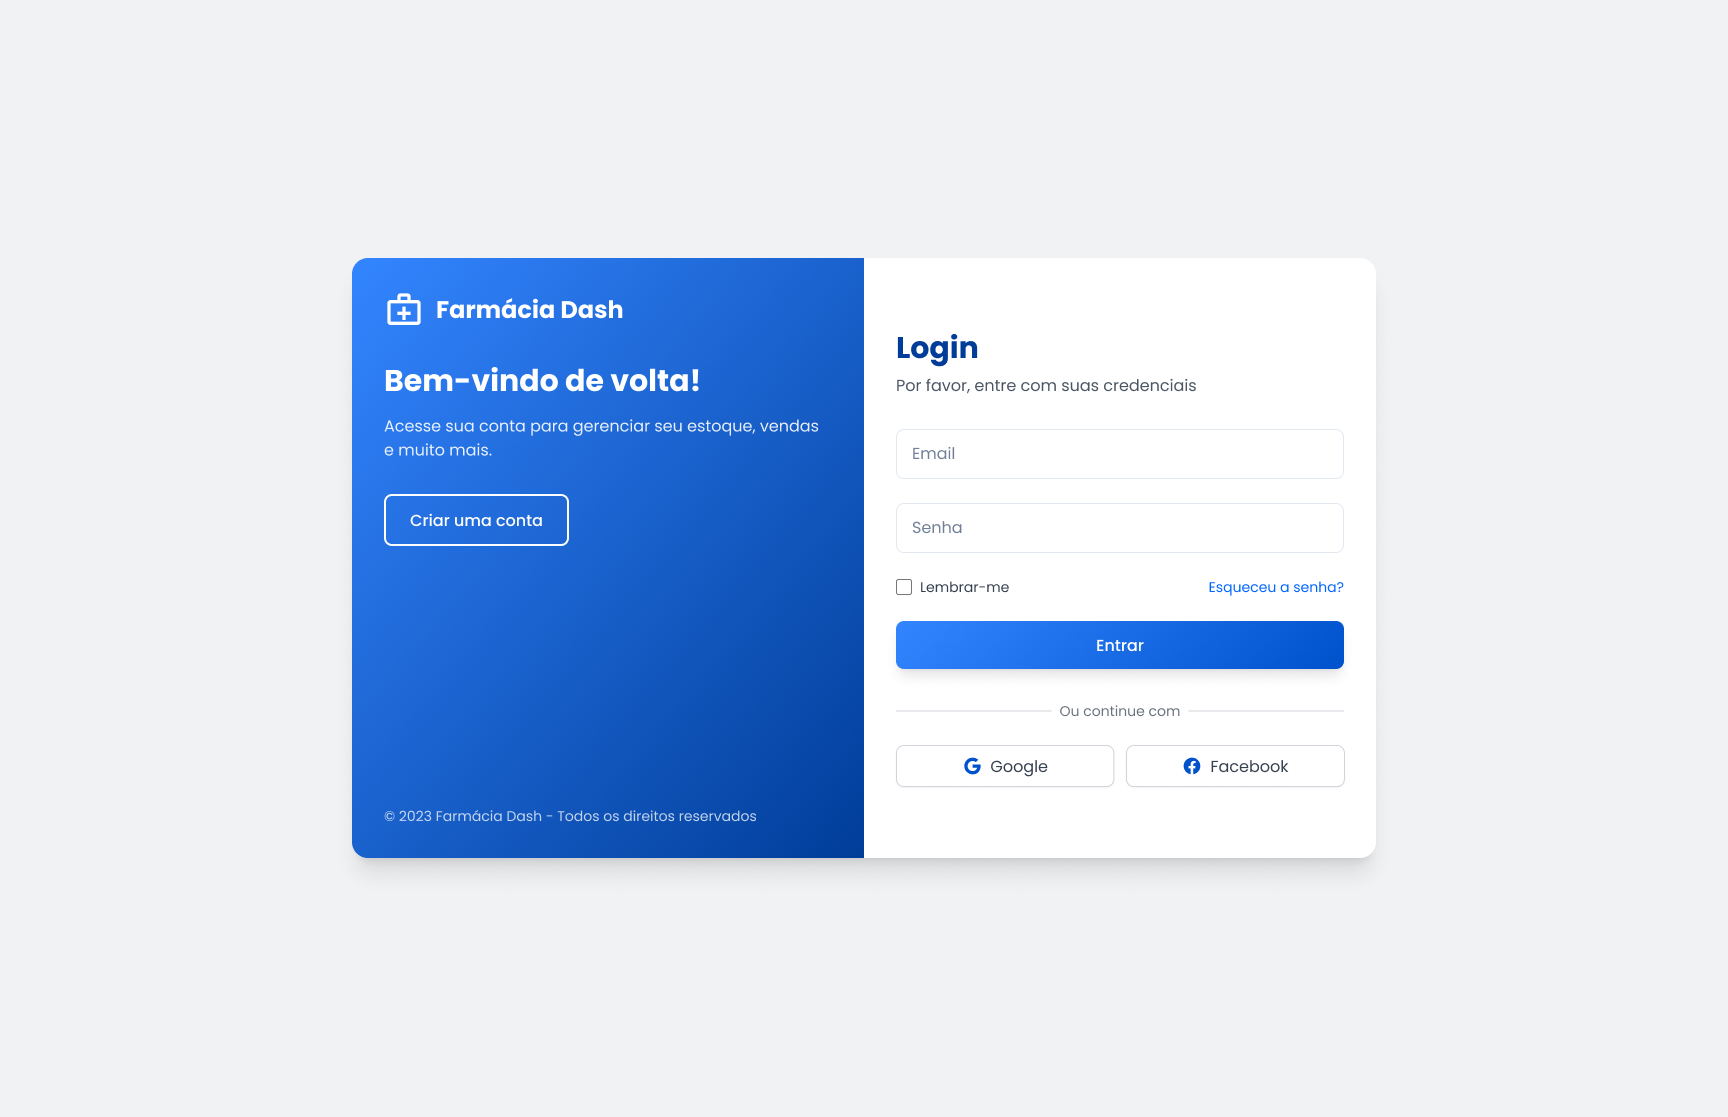 Farmácia Dash
Bem-vindo de volta!
Acesse sua conta para gerenciar seu estoque, vendas
e muito mais.
Criar uma conta
© 2023 Farmácia Dash - Todos os direitos reservados
Login
Por favor, entre com suas credenciais
Email
Senha
Lembrar-me
Esqueceu a senha?
Entrar
Ou continue com
Google
Facebook